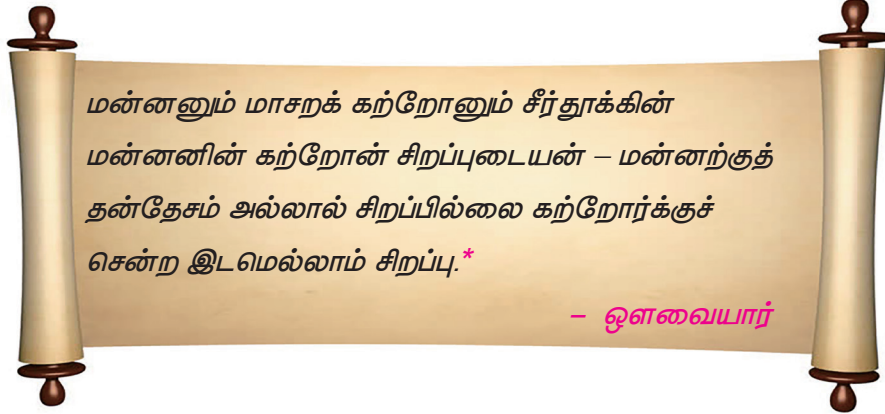 மன்னனும் மாசறக் கற்றோனும் சீர்தூக்கின்
மன்னனின் கற்றோன் சிறப்புடையன் – மன்னற்குத்
தன்தேசம் அல்லால் சிறப்பில்லை கற்றோர்க்குச்
சென்ற இடமெல்லாம் சிறப்பு.*
– ஔவையார்